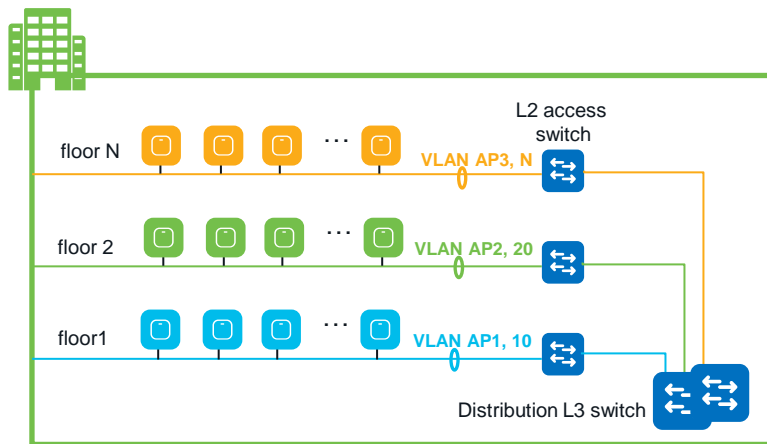 L2 access
switch
floor N
...
VLAN AP3, N
floor 2
...
VLAN AP2, 20
floor1
...
VLAN AP1, 10
Distribution L3 switch